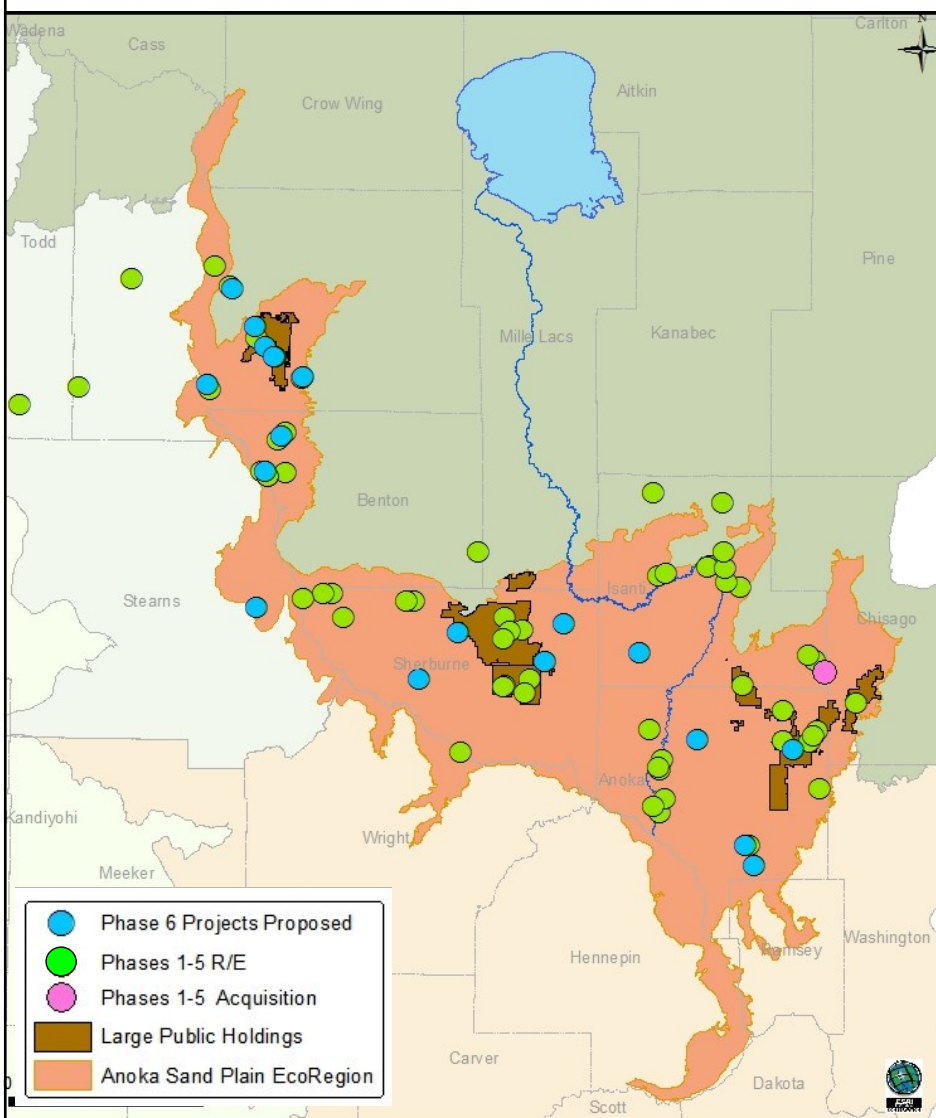 N
Wadena
Cass
Carlton
Crow Wing
Aitkin
Todd
Pine
Mille Lacs
Kanabec
Benton
Stearns
Isanti
Chisago
Sherburne
Anoka
Kandiyohi
Wright
Meeker
Hennepin
Ramsey
Washington
Carver
Dakota
Scott
Phase 6 Projects Proposed
Phases 1-5 R/E
Phases 1-5 Acquisition
Large Public Holdings
Anoka Sand Plain EcoRegion
0